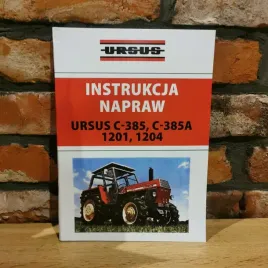 URSUS
INSTRUKCJA
NAPRAW
URSUS C-385, C-385A
1201, 1204